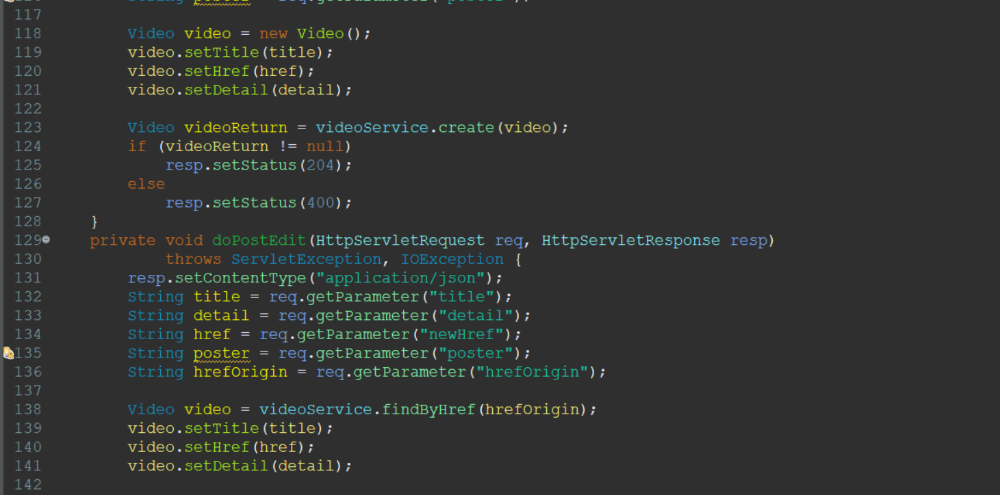 String poster = req.getParameter("poster");
117
118 Video video = new Video();
119 video.setTitle(title);
120 video.setHref(href);
121 video.setDetail(detail);
122
123 Video videoReturn = videoService.create(video);
124 if (videoReturn != null)
125 resp.setStatus(204);
126 else
127 resp.setStatus(400);
128 }
129 private void doPostEdit(HttpServletRequest req, HttpServletResponse resp)
130 throws ServletException, IOException {
131 resp.setContentType("application/json");
132 String title = req.getParameter("title");
133 String detail = req.getParameter("detail");
134 String href = req.getParameter("newHref");
135 String poster = req.getParameter("poster");
136 String hrefOrigin = req.getParameter("hrefOrigin");
137
138 Video video = videoService.findByHref(hrefOrigin);
139 video.setTitle(title);
140 video.setHref(href);
141 video.setDetail(detail);
142